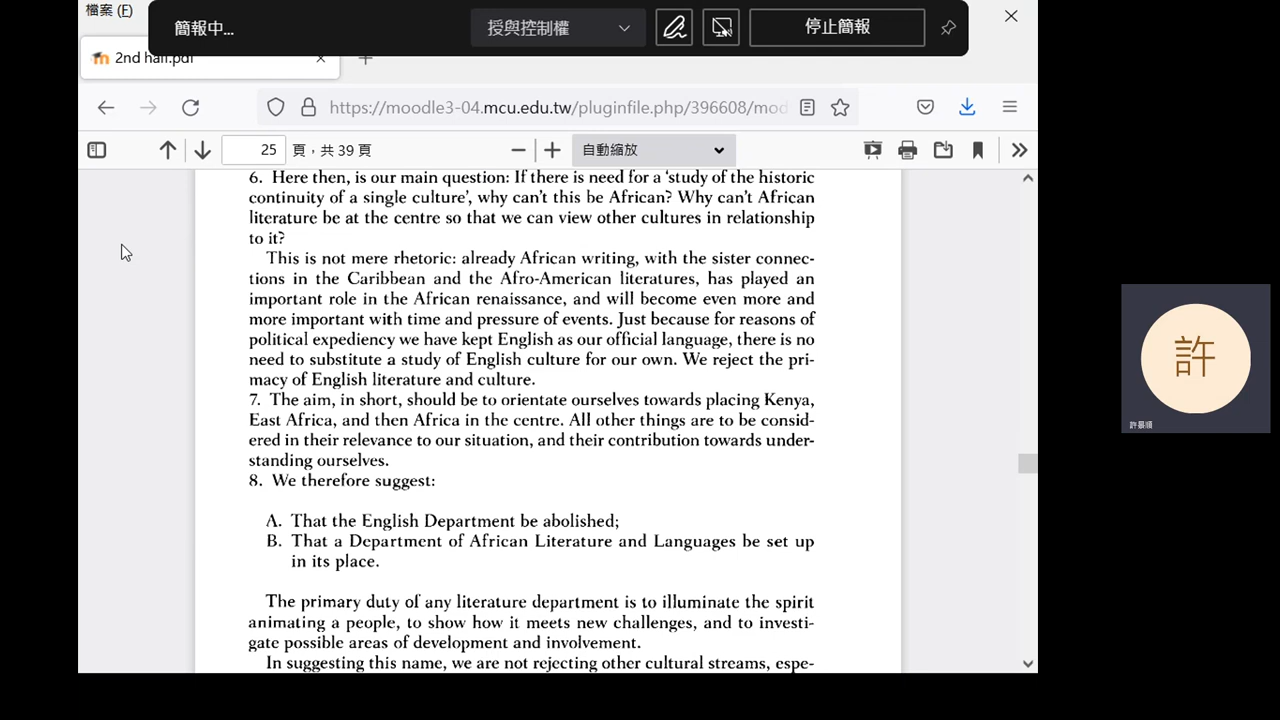 檔案 (F)
簡報中...
授與控制權
停止簡報
2nd half.pdf
https://moodle3-04.mcu.edu.tw/pluginfile.php/396608/mod
25 頁，共 39 頁
自動縮放
6. Here then, is our main question: If there is need for a ‘study of the historic
continuity of a single culture’, why can’t this be African? Why can’t African
literature be at the centre so that we can view other cultures in relationship
to it?
This is not mere rhetoric: already African writing, with the sister connec-
tions in the Caribbean and the Afro-American literatures, has played an
important role in the African renaissance, and will become even more and
more important with time and pressure of events. Just because for reasons of
political expediency we have kept English as our official language, there is no
need to substitute a study of English culture for our own. We reject the pri-
macy of English literature and culture.
7. The aim, in short, should be to orientate ourselves towards placing Kenya,
East Africa, and then Africa in the centre. All other things are to be consid-
ered in their relevance to our situation, and their contribution towards under-
standing ourselves.
8. We therefore suggest:
A. That the English Department be abolished;
B. That a Department of African Literature and Languages be set up
in its place.
The primary duty of any literature department is to illuminate the spirit
animating a people, to show how it meets new challenges, and to investi-
gate possible areas of development and involvement.
In suggesting this name, we are not rejecting other cultural streams, espe-
許